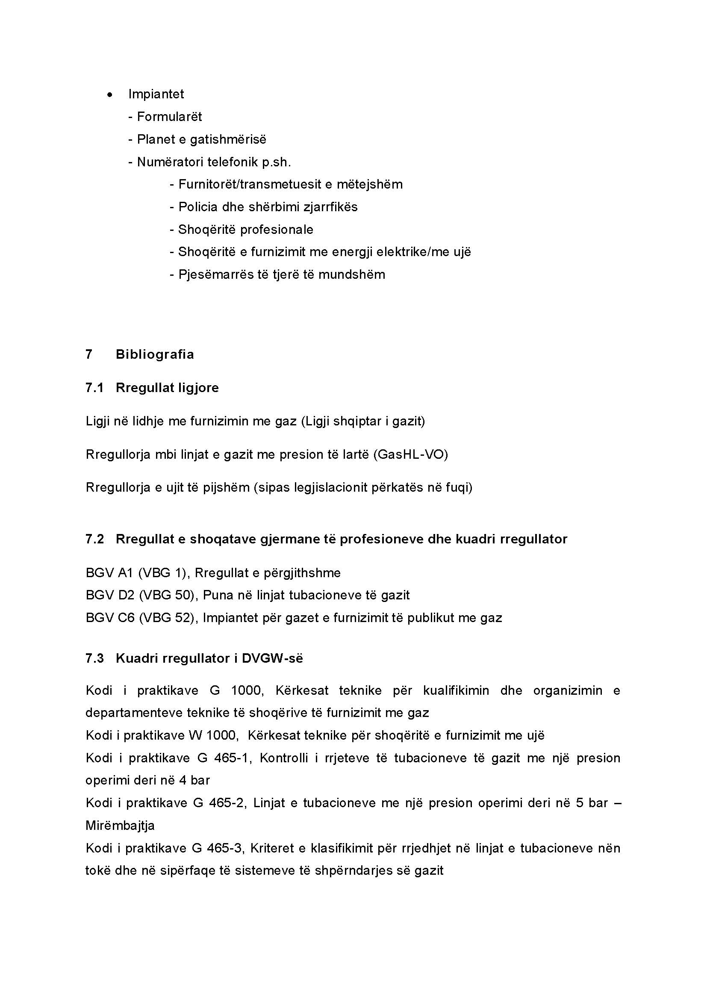 • Impiantet
- Formularët
- Planet e gatishmërisë
- Numëratori telefonik p.sh.
- Furnitorët/transmetuesit e mëtejshëm
- Policia dhe shërbimi zjarrfikës
- Shoqëritë profesionale
- Shoqëritë e furnizimit me energji elektrike/me ujë
- Pjesëmarrës të tjerë të mundshëm
7 Bibliografia
7.1 Rregullat ligjore
Ligji në lidhje me furnizimin me gaz (Ligji shqiptar i gazit)
Rregullorja mbi linjat e gazit me presion të lartë (GasHL-VO)
Rregullorja e ujit të pijshëm (sipas legjislacionit përkatës në fuqi)
7.2 Rregullat e shoqatave gjermane të profesioneve dhe kuadri rregullator
BGV A1 (VBG 1), Rregullat e përgjithshme
BGV D2 (VBG 50), Puna në linjat tubacioneve të gazit
BGV C6 (VBG 52), Impiantet për gazet e furnizimit të publikut me gaz
7.3 Kuadri rregullator i DVGW-së
Kodi i praktikave G 1000, Kërkesat teknike për kualifikimin dhe organizimin e
departamenteve teknike të shoqërive të furnizimit me gaz
Kodi i praktikave W 1000, Kërkesat teknike për shoqëritë e furnizimit me ujë
Kodi i praktikave G 465-1, Kontrolli i rrjeteve të tubacioneve të gazit me një presion
operimi deri në 4 bar
Kodi i praktikave G 465-2, Linjat e tubacioneve me një presion operimi deri në 5 bar –
Mirëmbajtja
Kodi i praktikave G 465-3, Kriteret e klasifikimit për rrjedhjet në linjat e tubacioneve nën
tokë dhe në sipërfaqe të sistemeve të shpërndarjes së gazit